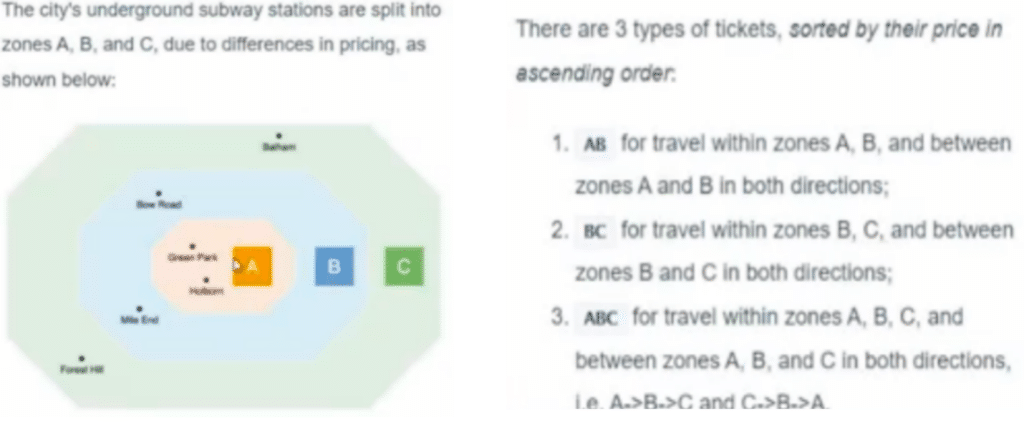 The city's underground subway stations are split into
zones A, B, and C, due to differences in pricing, as
shown below:
Balham
Bow Road
Green Park
A
B
C
Holborn
Mile End
Forest Hill
There are 3 types of tickets, sorted by their price in
ascending order:
1. AB for travel within zones A, B, and between
zones A and B in both directions;
2. BC for travel within zones B, C, and between
zones B and C in both directions;
3. ABC for travel within zones A, B, C, and
between zones A, B, and C in both directions,
i.e. A->B->C and C->B->A.